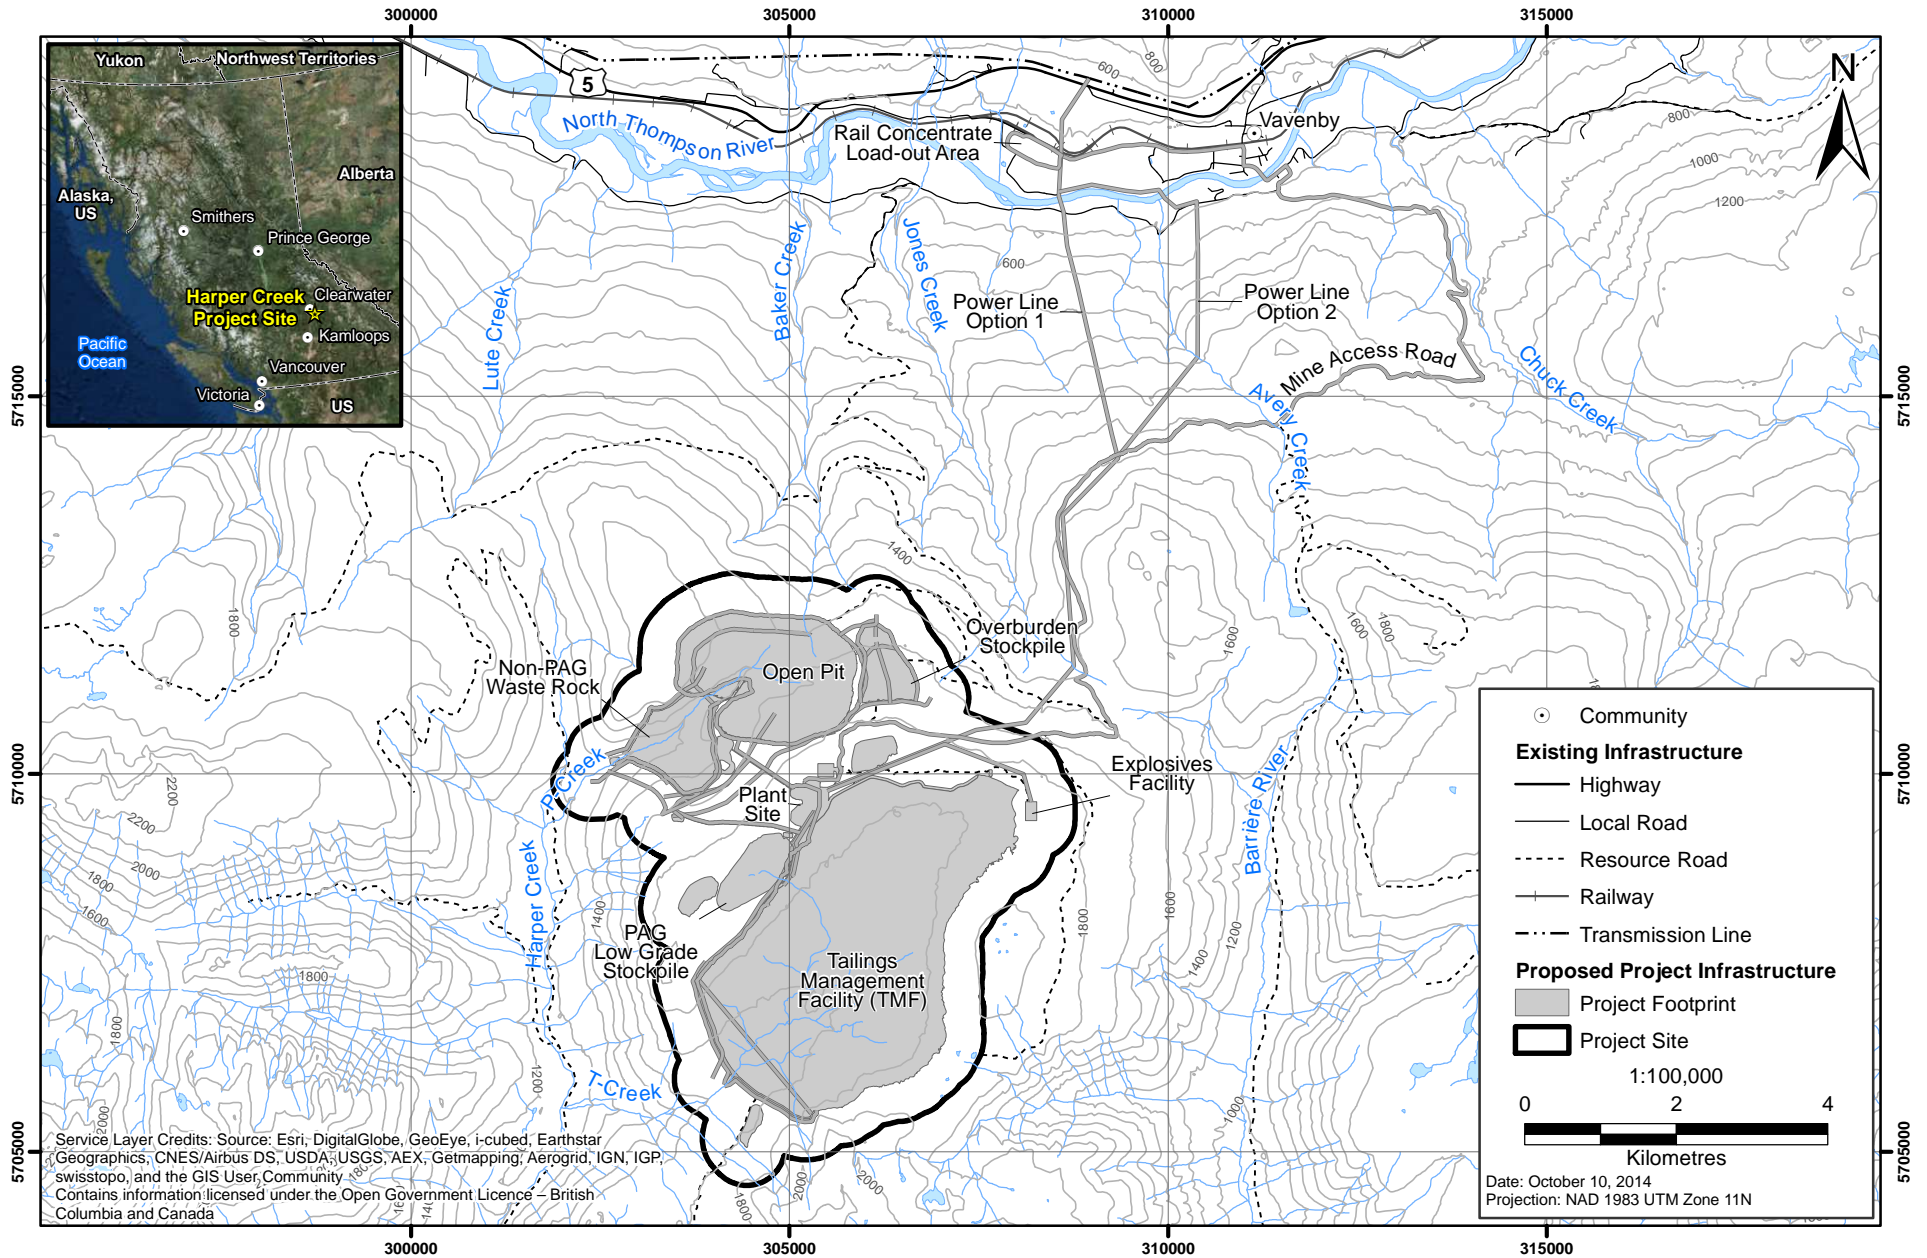 300000
305000
310000
315000
Yukon
Northwest Territories
Alberta
Alaska,
US
Smithers
Prince George
Harper Creek
Project Site
Clearwater
Kamloops
Pacific
Ocean
Vancouver
Victoria
US
5
North Thompson River
Rail Concentrate
Load-out Area
Vavenby
600
800
800
1000
1200
Lute Creek
Baker Creek
Jones Creek
600
Power Line
Option 1
Power Line
Option 2
Mine Access Road
Avery Creek
Chuck Creek
5715000
5715000
1400
1800
1600
1600
1800
Overburden
Stockpile
Non-PAG
Waste Rock
Open Pit
P-Creek
Plant
Site
Explosives
Facility
Barrière River
5710000
5710000
2200
2200
2000
1800
1600
1800
1800
Harper Creek
1400
PAG
Low Grade
Stockpile
Tailings
Management
Facility (TMF)
1800
1600
1400
1200
1000
1200
T-Creek
2000
1800
2000
2000
5705000
5705000
Service Layer Credits: Source: Esri, DigitalGlobe, GeoEye, i-cubed, Earthstar
Geographics, CNES/Airbus DS, USDA, USGS, AEX, Getmapping, Aerogrid, IGN, IGP,
swisstopo, and the GIS User Community
Contains information licensed under the Open Government Licence – British
Columbia and Canada
N
Community
Existing Infrastructure
Highway
Local Road
Resource Road
Railway
Transmission Line
Proposed Project Infrastructure
Project Footprint
Project Site
1:100,000
0 2 4
Kilometres
Date: October 10, 2014
Projection: NAD 1983 UTM Zone 11N
300000
305000
310000
315000